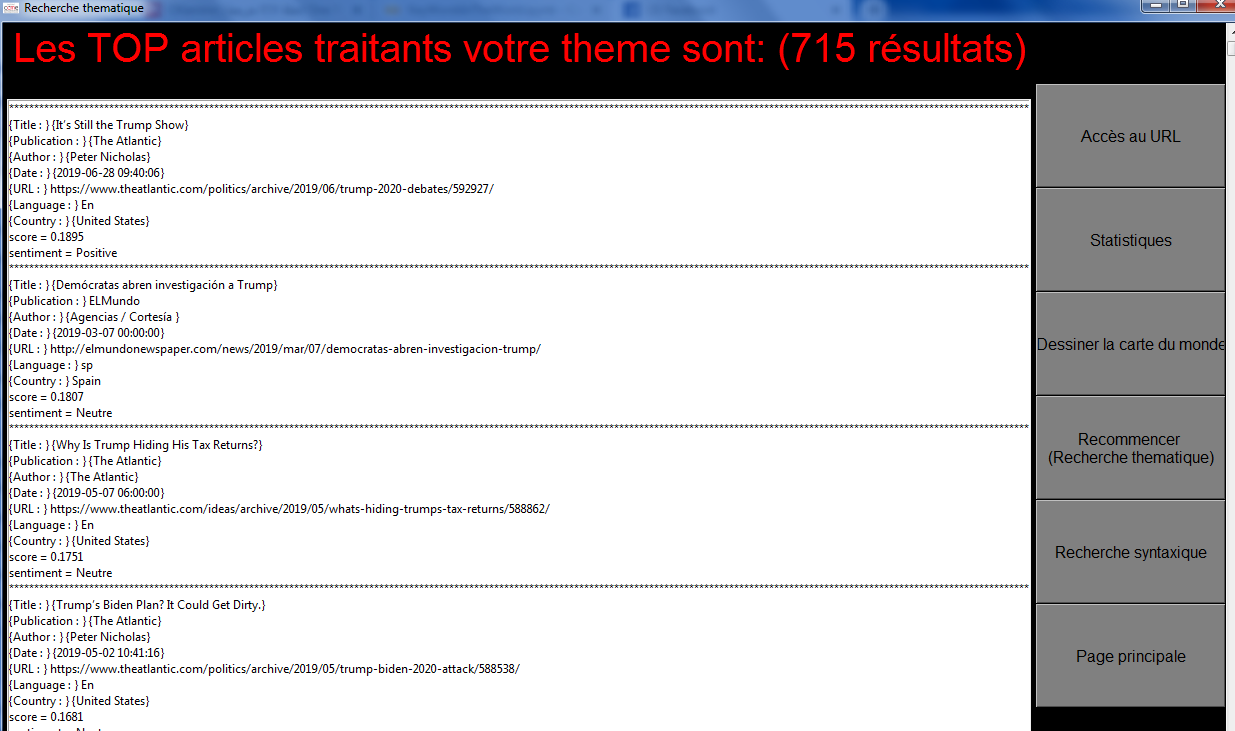 Recherche thematique
Les TOP articles traitants votre theme sont: (715 résultats)
{Title : } {It's Still the Trump Show}
{Publication : } {The Atlantic}
{Author : } {Peter Nicholas}
{Date : } {2019-06-28 09:40:06}
{URL : } https://www.theatlantic.com/politics/archive/2019/06/trump-2020-debates/592927/
{Language : } En
{Country : } {United States}
score = 0.1895
sentiment = Positive
{Title : } {Demócratas abren investigación a Trump}
{Publication : } ELMundo
{Author : } {Agencias / Cortesía }
{Date : } {2019-03-07 00:00:00}
{URL : } http://elmundonewspaper.com/news/2019/mar/07/democratas-abren-investigacion-trump/
{Language : } sp
{Country : } Spain
score = 0.1807
sentiment = Neutre
{Title : } {Why Is Trump Hiding His Tax Returns?}
{Publication : } {The Atlantic}
{Author : } {The Atlantic}
{Date : } {2019-05-07 06:00:00}
{URL : } https://www.theatlantic.com/ideas/archive/2019/05/whats-hiding-trumps-tax-returns/588862/
{Language : } En
{Country : } {United States}
score = 0.1751
sentiment = Neutre
{Title : } {Trump's Biden Plan? It Could Get Dirty.}
{Publication : } {The Atlantic}
{Author : } {Peter Nicholas}
{Date : } {2019-05-02 10:41:16}
{URL : } https://www.theatlantic.com/politics/archive/2019/05/trump-biden-2020-attack/588538/
{Language : } En
{Country : } {United States}
score = 0.1681
Accès au URL
Statistiques
Dessiner la carte du monde
Recommencer
(Recherche thematique)
Recherche syntaxique
Page principale